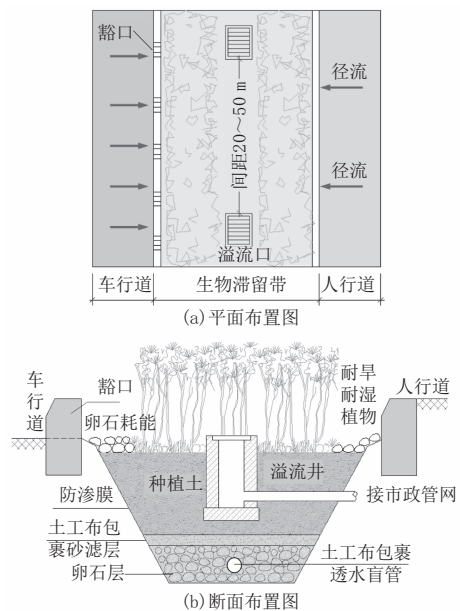 豁口
径流
间距20～50 m
径流
溢流口
车行道
生物滞留带
人行道
(a)平面布置图
车行道
豁口
卵石耗能
耐旱
耐湿
植物
人行道
防渗膜
种植土
溢流井
接市政管网
土工布包
裹砂滤层
卵石层
土工布包裹
透水盲管
(b)断面布置图